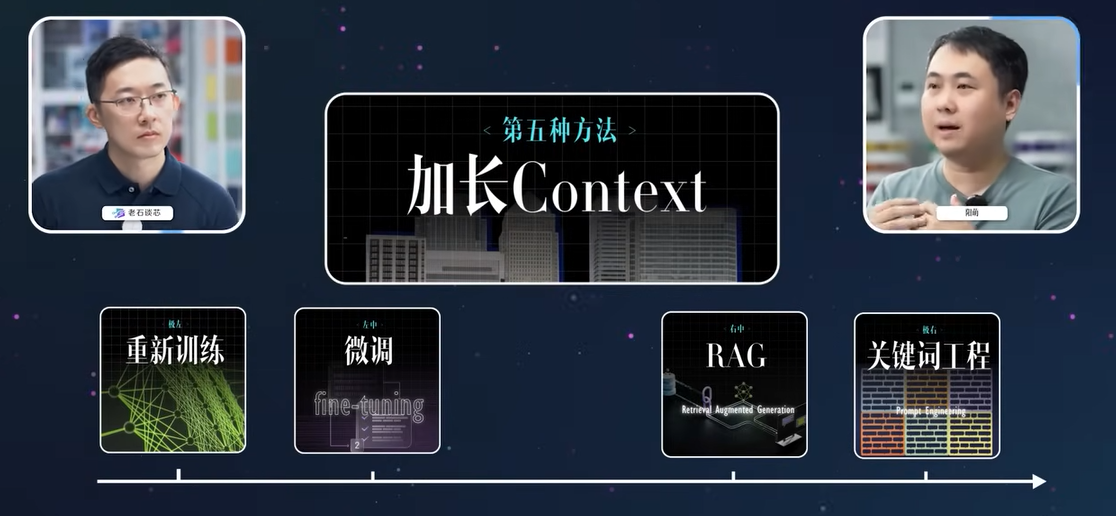 < 第五种方法 >
加长Context
老石谈芯
阳萌
极左
重新训练
fine-tuning
2
左中
微调
右中
RAG
Retrieval Augmented Generation
极右
关键词工程
Prompt Engineering